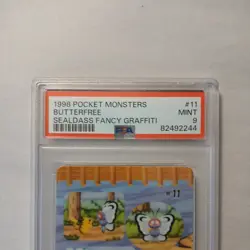 1996 POCKET MONSTERS #11
BUTTERFREE MINT
SEALDASS FANCY GRAFFITI 9
PSA 82492244
11